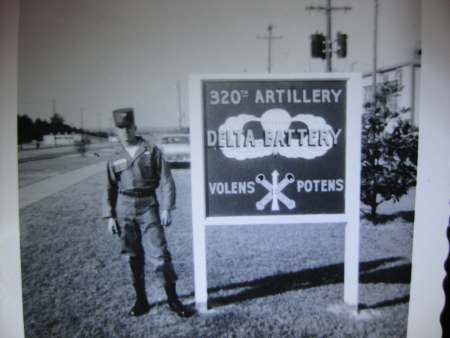 320TH ARTILLERY
DELTA BATTERY
VOLENS POTENS